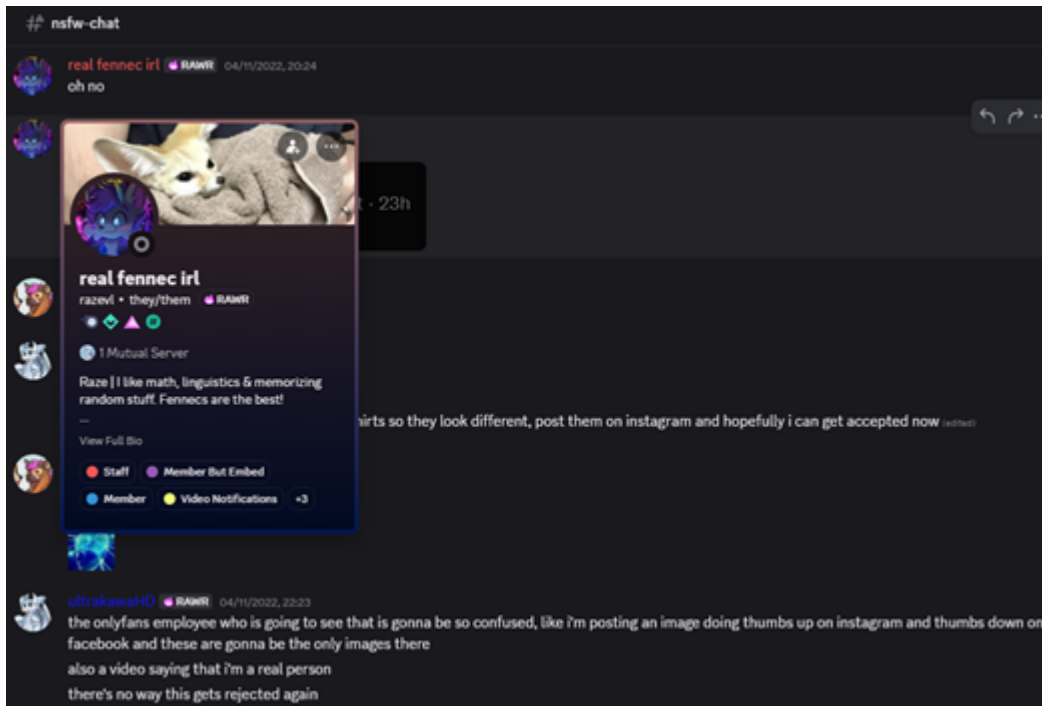 nsfw-chat
real fennec irl RAWR 04/11/2022, 20:24
oh no
t · 23h
real fennec irl
razevl • they/them RAWR
1 Mutual Server
Raze | I like math, linguistics & memorizing
random stuff. Fennecs are the best!
...
View Full Bio
Staff Member But Embed
Member Video Notifications +3
hirts so they look different, post them on instagram and hopefully i can get accepted now (edited)
ultrakawaHD RAWR 04/11/2022, 22:23
the onlyfans employee who is going to see that is gonna be so confused, like i'm posting an image doing thumbs up on instagram and thumbs down on
facebook and these are gonna be the only images there
also a video saying that i'm a real person
there's no way this gets rejected again